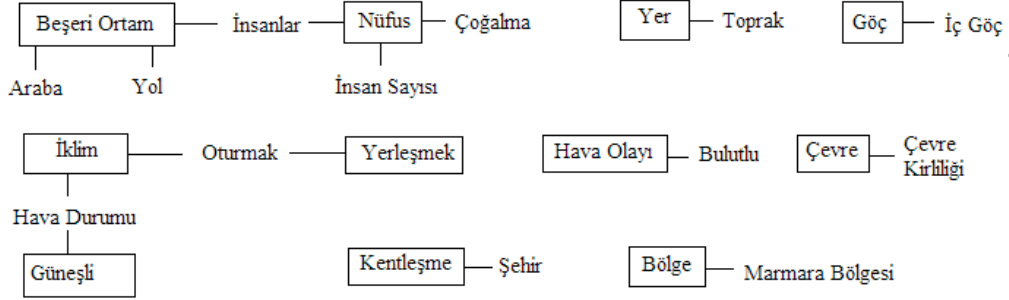 Beşeri Ortam
İnsanlar
Nüfus
Çoğalma
Yer
Toprak
Göç
İç Göç
Araba
Yol
İnsan Sayısı
İklim
Oturmak
Yerleşmek
Hava Olayı
Bulutlu
Çevre
Çevre
Kirliliği
Hava Durumu
Güneşli
Kentleşme
Şehir
Bölge
Marmara Bölgesi